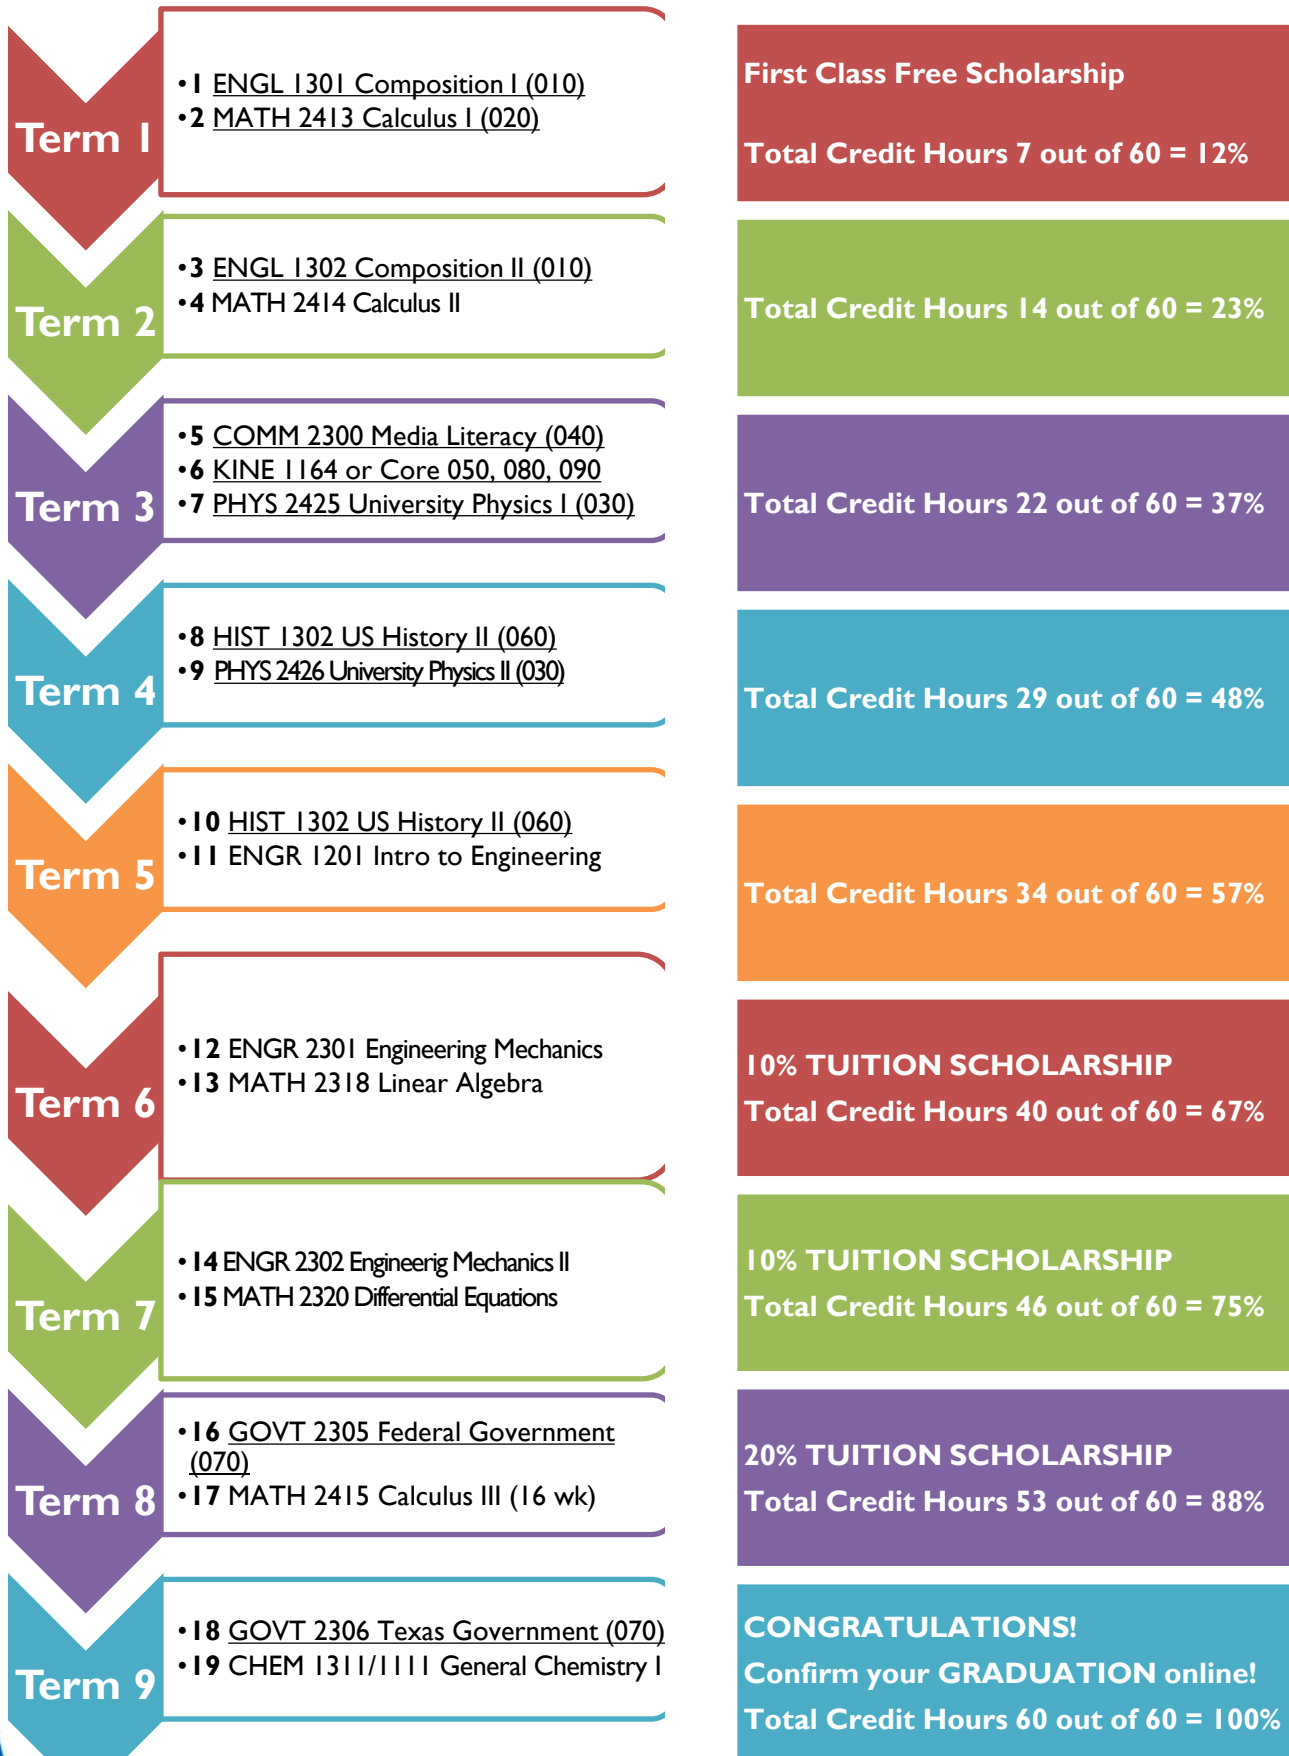 Term 1
•1 ENGL 1301 Composition I (010)
•2 MATH 2413 Calculus I (020)
First Class Free Scholarship
Total Credit Hours 7 out of 60 = 12%
Term 2
•3 ENGL 1302 Composition II (010)
•4 MATH 2414 Calculus II
Total Credit Hours 14 out of 60 = 23%
Term 3
•5 COMM 2300 Media Literacy (040)
•6 KINE 1164 or Core 050, 080, 090
•7 PHYS 2425 University Physics I (030)
Total Credit Hours 22 out of 60 = 37%
Term 4
•8 HIST 1302 US History II (060)
•9 PHYS 2426 University Physics II (030)
Total Credit Hours 29 out of 60 = 48%
Term 5
•10 HIST 1302 US History II (060)
•11 ENGR 1201 Intro to Engineering
Total Credit Hours 34 out of 60 = 57%
Term 6
•12 ENGR 2301 Engineering Mechanics
•13 MATH 2318 Linear Algebra
10% TUITION SCHOLARSHIP
Total Credit Hours 40 out of 60 = 67%
Term 7
•14 ENGR 2302 Engineerig Mechanics II
•15 MATH 2320 Differential Equations
10% TUITION SCHOLARSHIP
Total Credit Hours 46 out of 60 = 75%
Term 8
•16 GOVT 2305 Federal Government
(070)
•17 MATH 2415 Calculus III (16 wk)
20% TUITION SCHOLARSHIP
Total Credit Hours 53 out of 60 = 88%
Term 9
•18 GOVT 2306 Texas Government (070)
•19 CHEM 1311/1111 General Chemistry I
CONGRATULATIONS!
Confirm your GRADUATION online!
Total Credit Hours 60 out of 60 = 100%